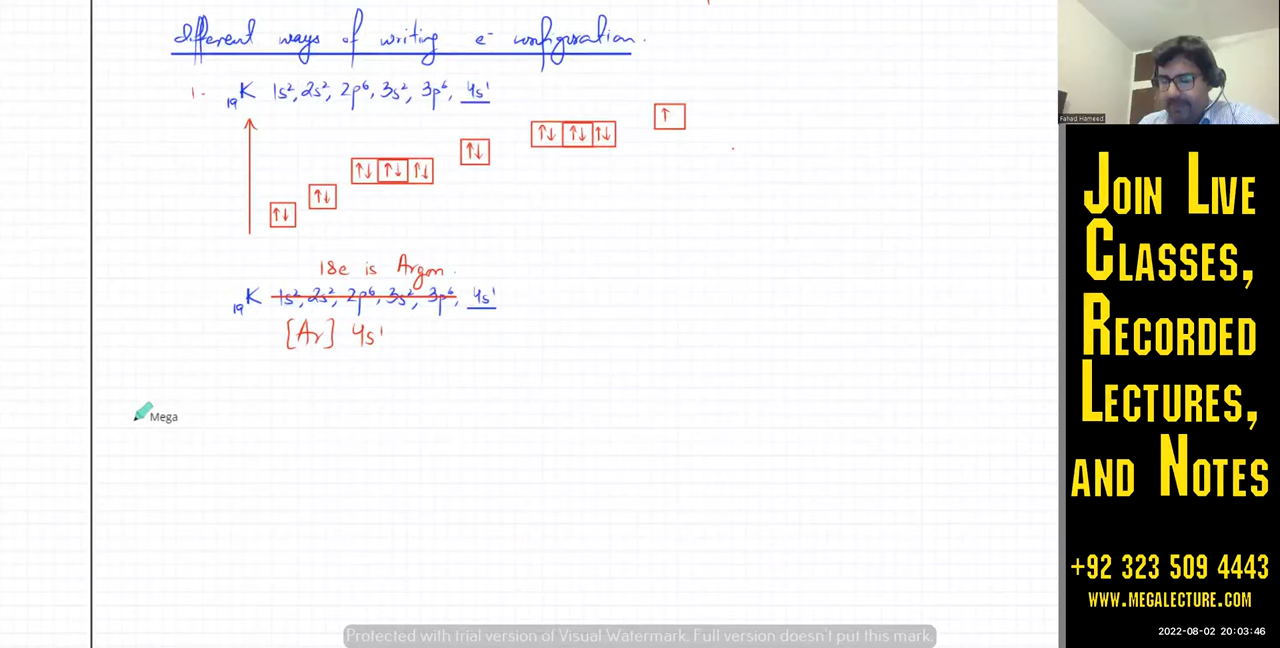 Different ways of writing e⁻ configuration.
1. ₁₉K 1s², 2s², 2p⁶, 3s², 3p⁶, 4s¹
↑↓ ↑↓ ↑↓ ↑↓ ↑↓ ↑↓ ↑↓ ↑↓ ↑↓ ↑
18e is Argon.
₁₉K 1s², 2s², 2p⁶, 3s², 3p⁶, 4s¹
[Ar] 4s¹
Mega
Fahad Hameed
JOIN LIVE
CLASSES,
RECORDED
LECTURES,
AND NOTES
+92 323 509 4443
WWW.MEGALECTURE.COM
2022-08-02 20:03:46
Protected with trial version of Visual Watermark. Full version doesn't put this mark.